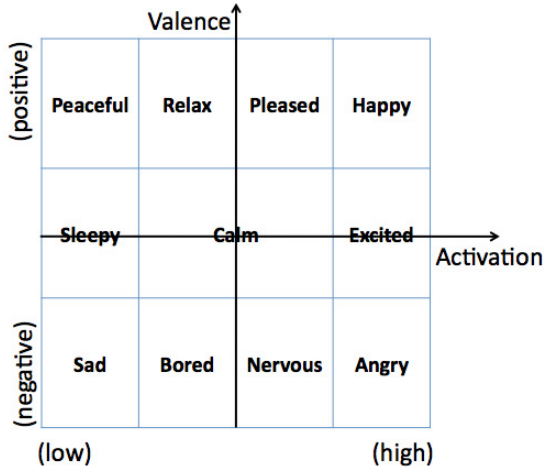 Valence
(positive)
Peaceful Relax Pleased Happy
Sleepy Calm Excited
Activation
(negative)
Sad Bored Nervous Angry
(low) (high)